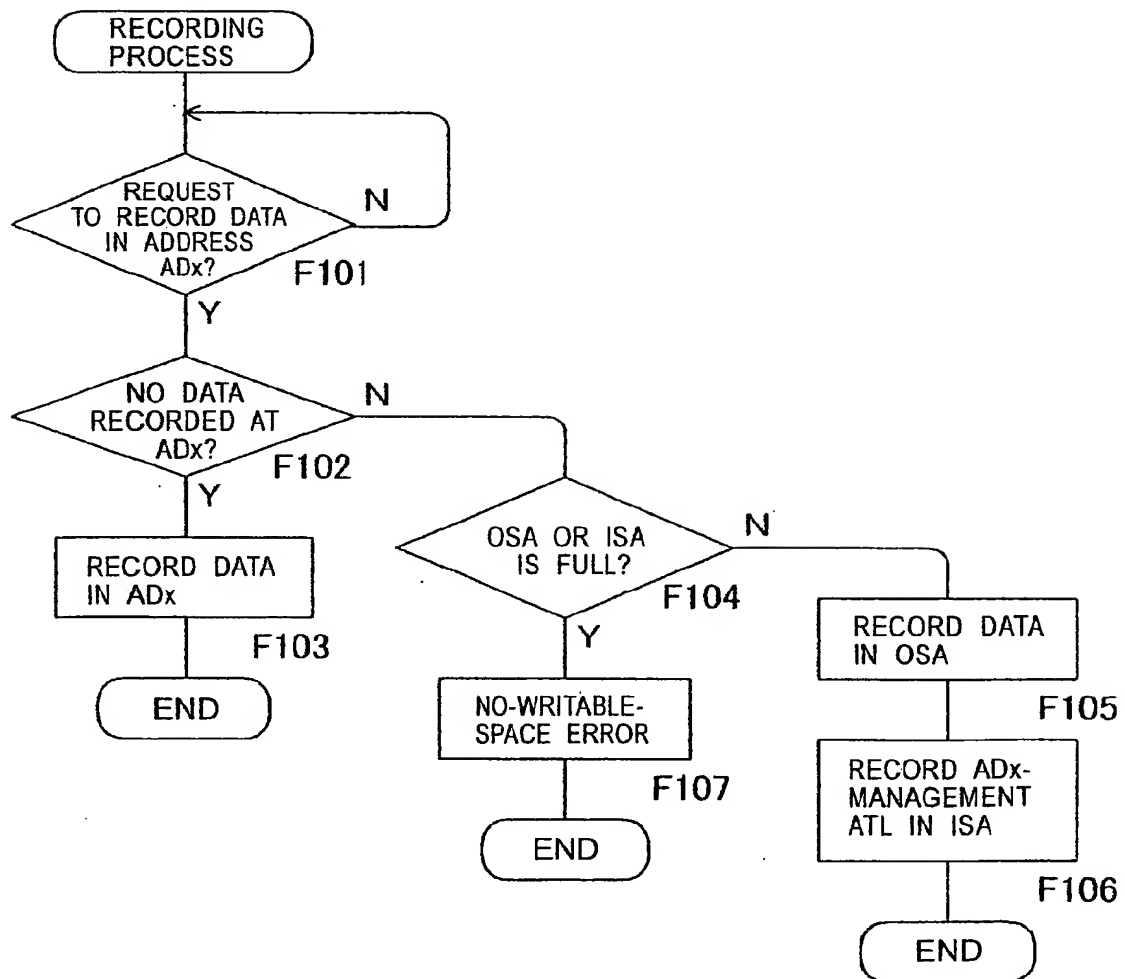 RECORDING
PROCESS
REQUEST
TO RECORD DATA
IN ADDRESS
ADx?
N
F101
Y
NO DATA
RECORDED AT
ADx?
N
F102
Y
RECORD DATA
IN ADx
F103
END
OSA OR ISA
IS FULL?
N
F104
Y
NO-WRITABLE-
SPACE ERROR
F107
END
RECORD DATA
IN OSA
F105
RECORD ADx-
MANAGEMENT
ATL IN ISA
F106
END